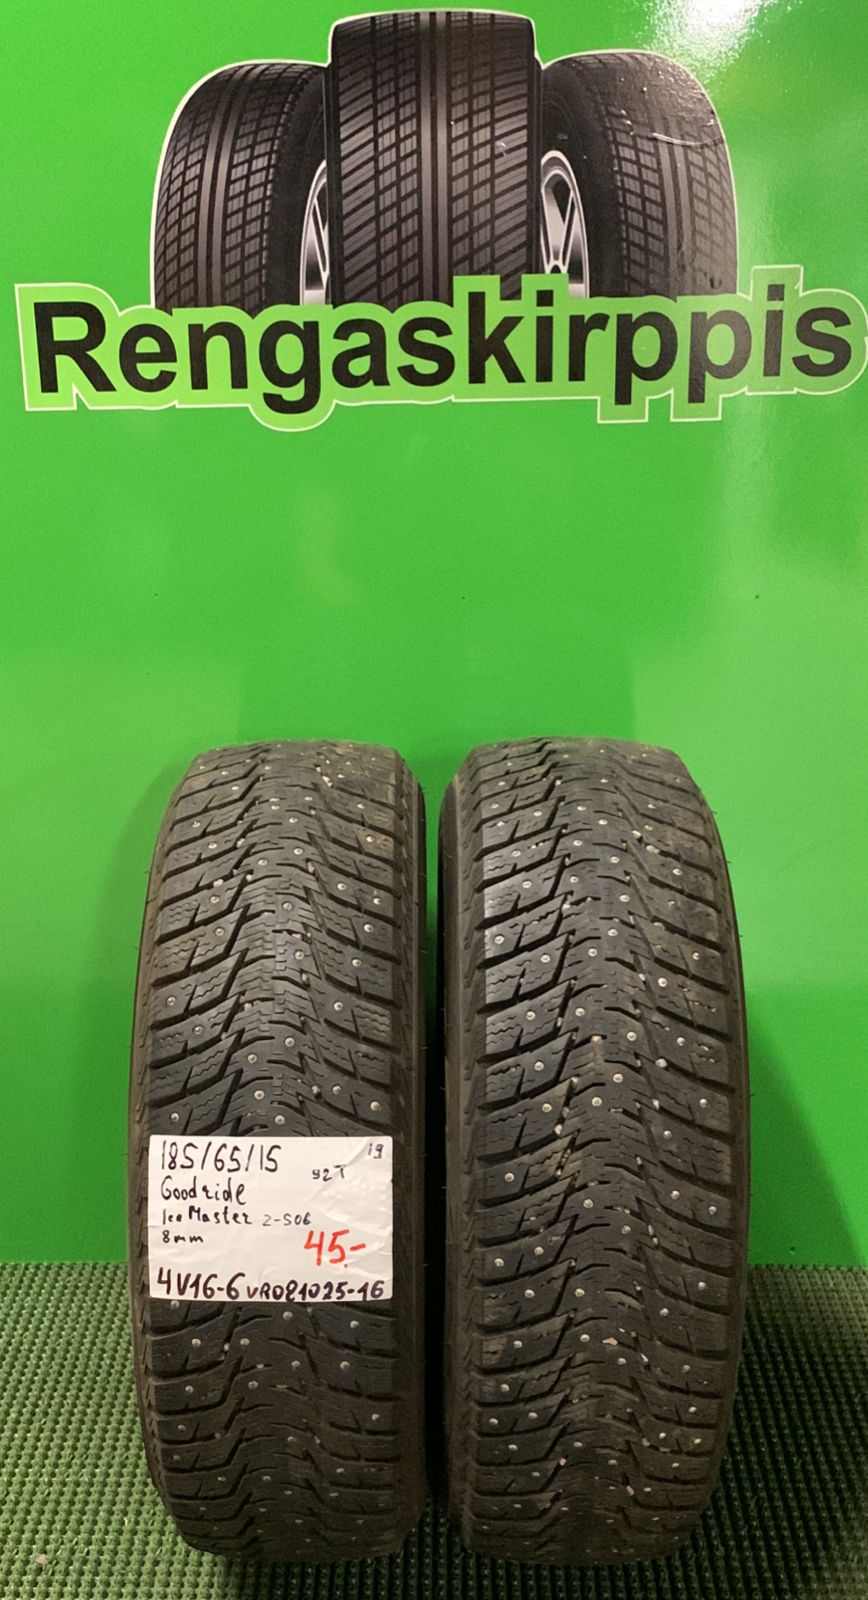 Rengaskirppis
185/65/15 92T 19
Goodride
Ice Master Z-506
8mm 45.-
4V16-6 VR081025-16